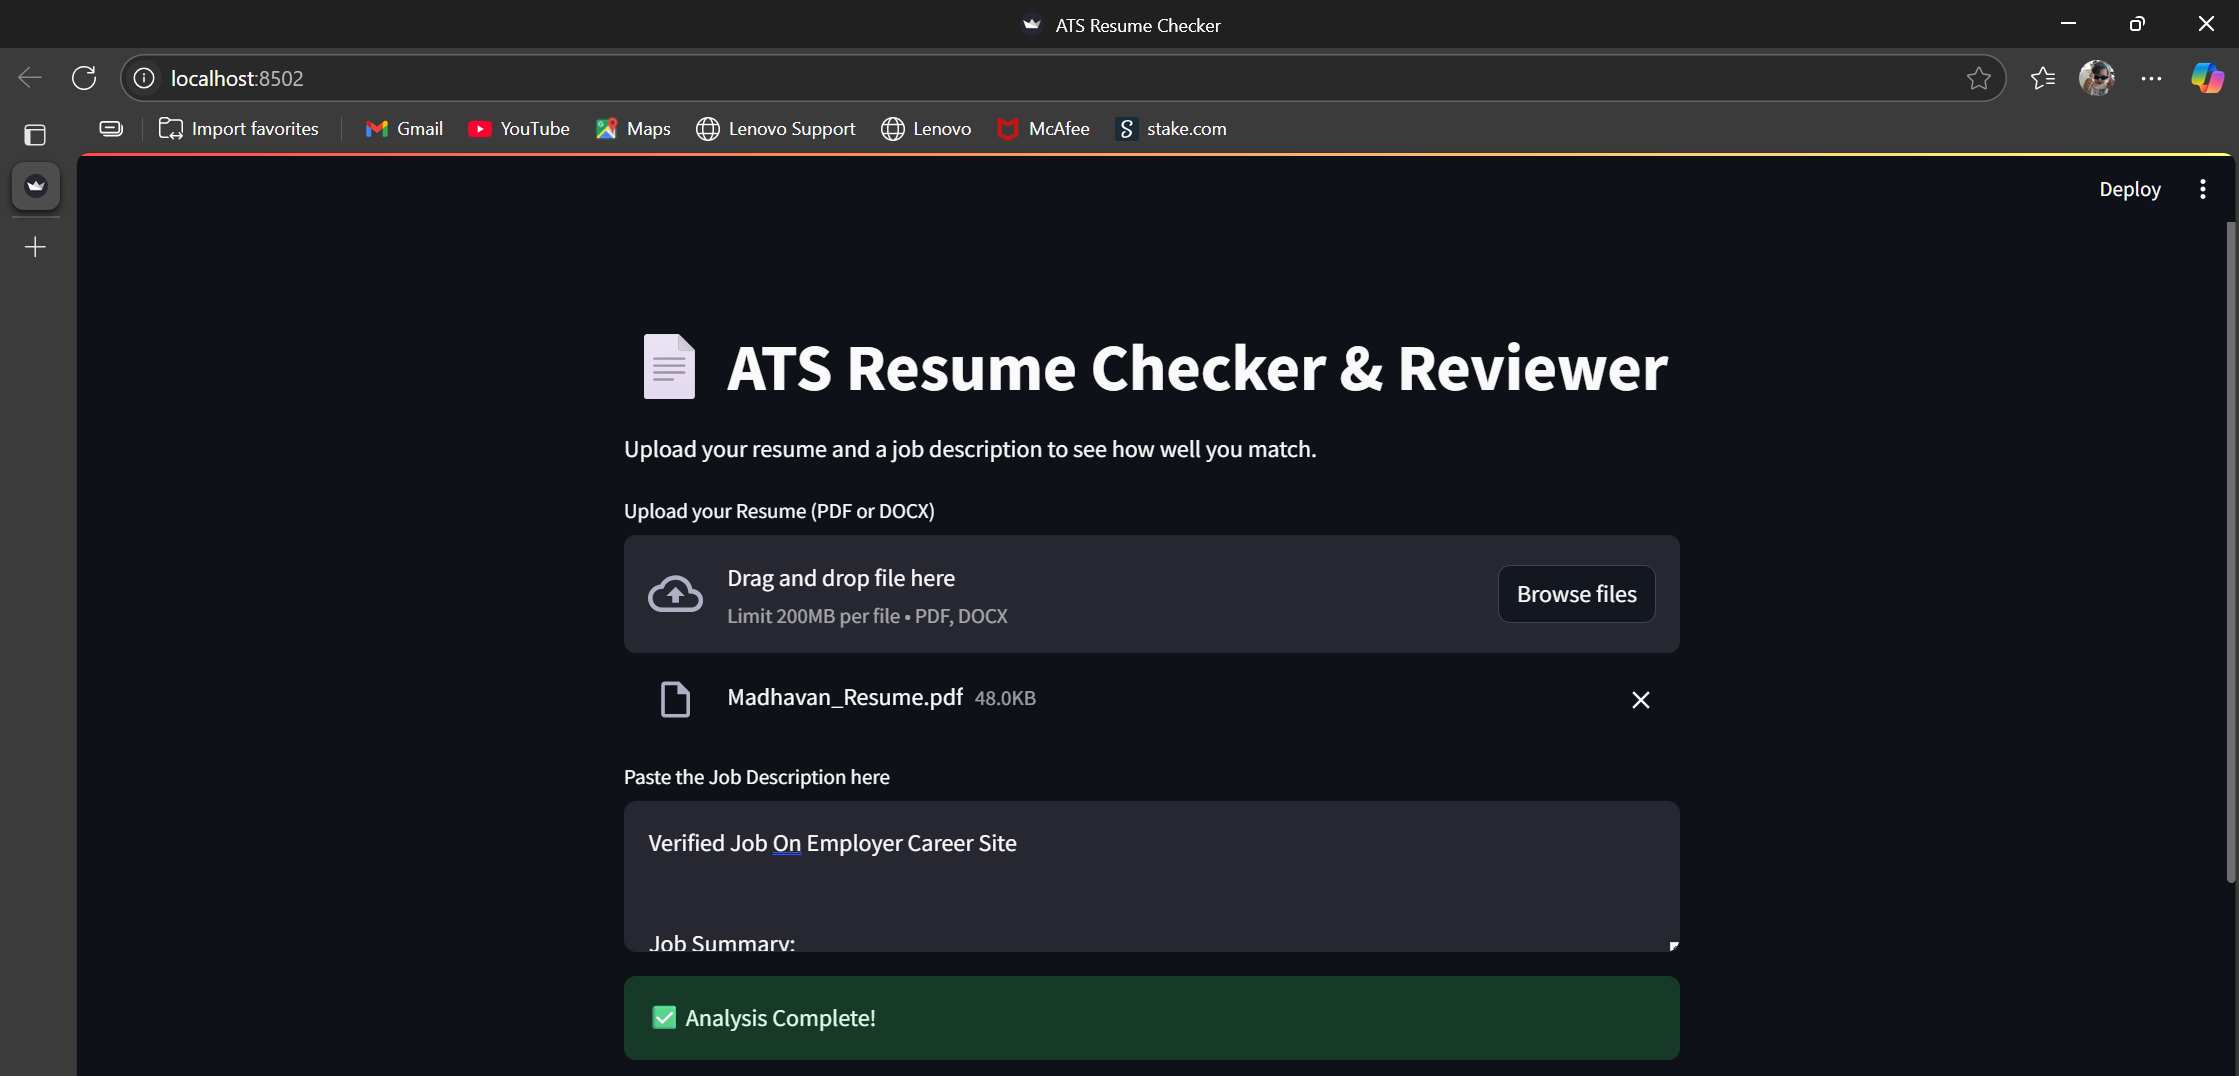 ATS Resume Checker
localhost:8502
Import favorites
Gmail
YouTube
Maps
Lenovo Support
Lenovo
McAfee
S stake.com
Deploy
ATS Resume Checker & Reviewer
Upload your resume and a job description to see how well you match.
Upload your Resume (PDF or DOCX)
Drag and drop file here
Limit 200MB per file • PDF, DOCX
Browse files
Madhavan_Resume.pdf 48.0KB
Paste the Job Description here
Verified Job On Employer Career Site
Job Summary:
Analysis Complete!